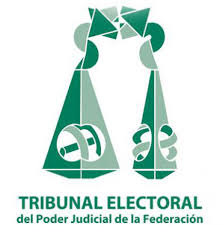 TRIBUNAL ELECTORAL
del Poder Judicial de la Federación